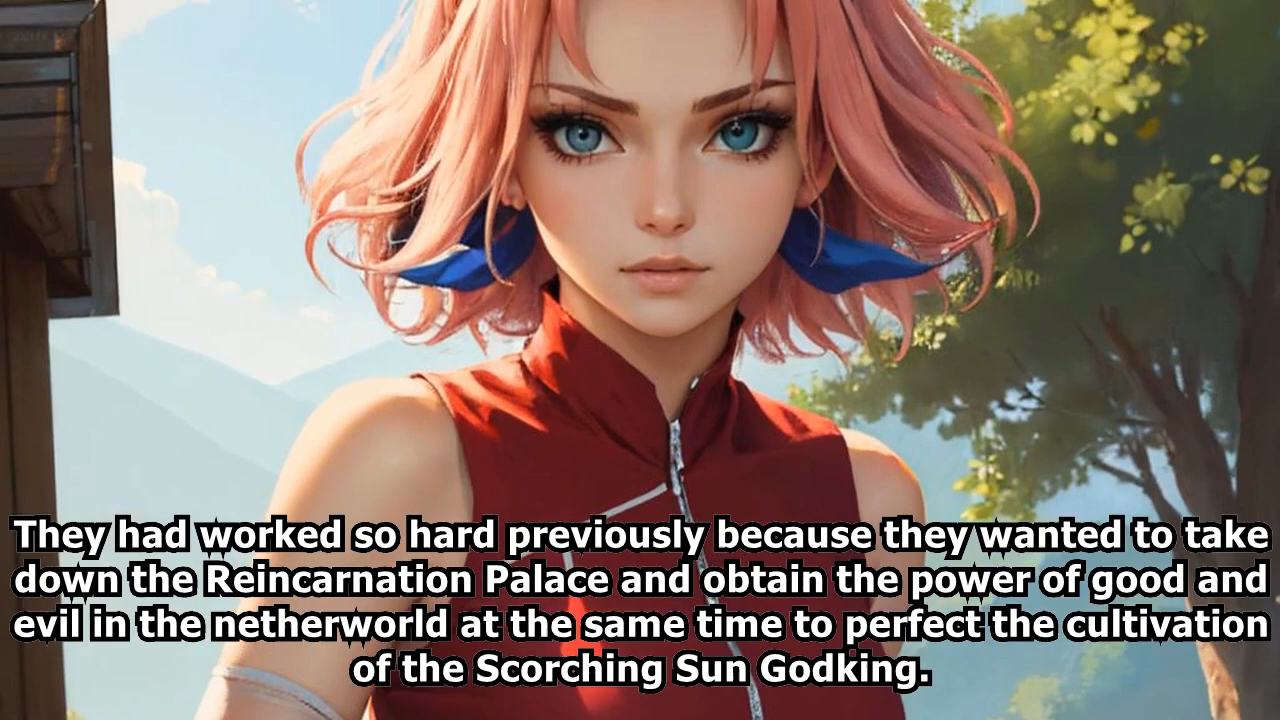 They had worked so hard previously because they wanted to take
down the Reincarnation Palace and obtain the power of good and
evil in the netherworld at the same time to perfect the cultivation
of the Scorching Sun Godking.